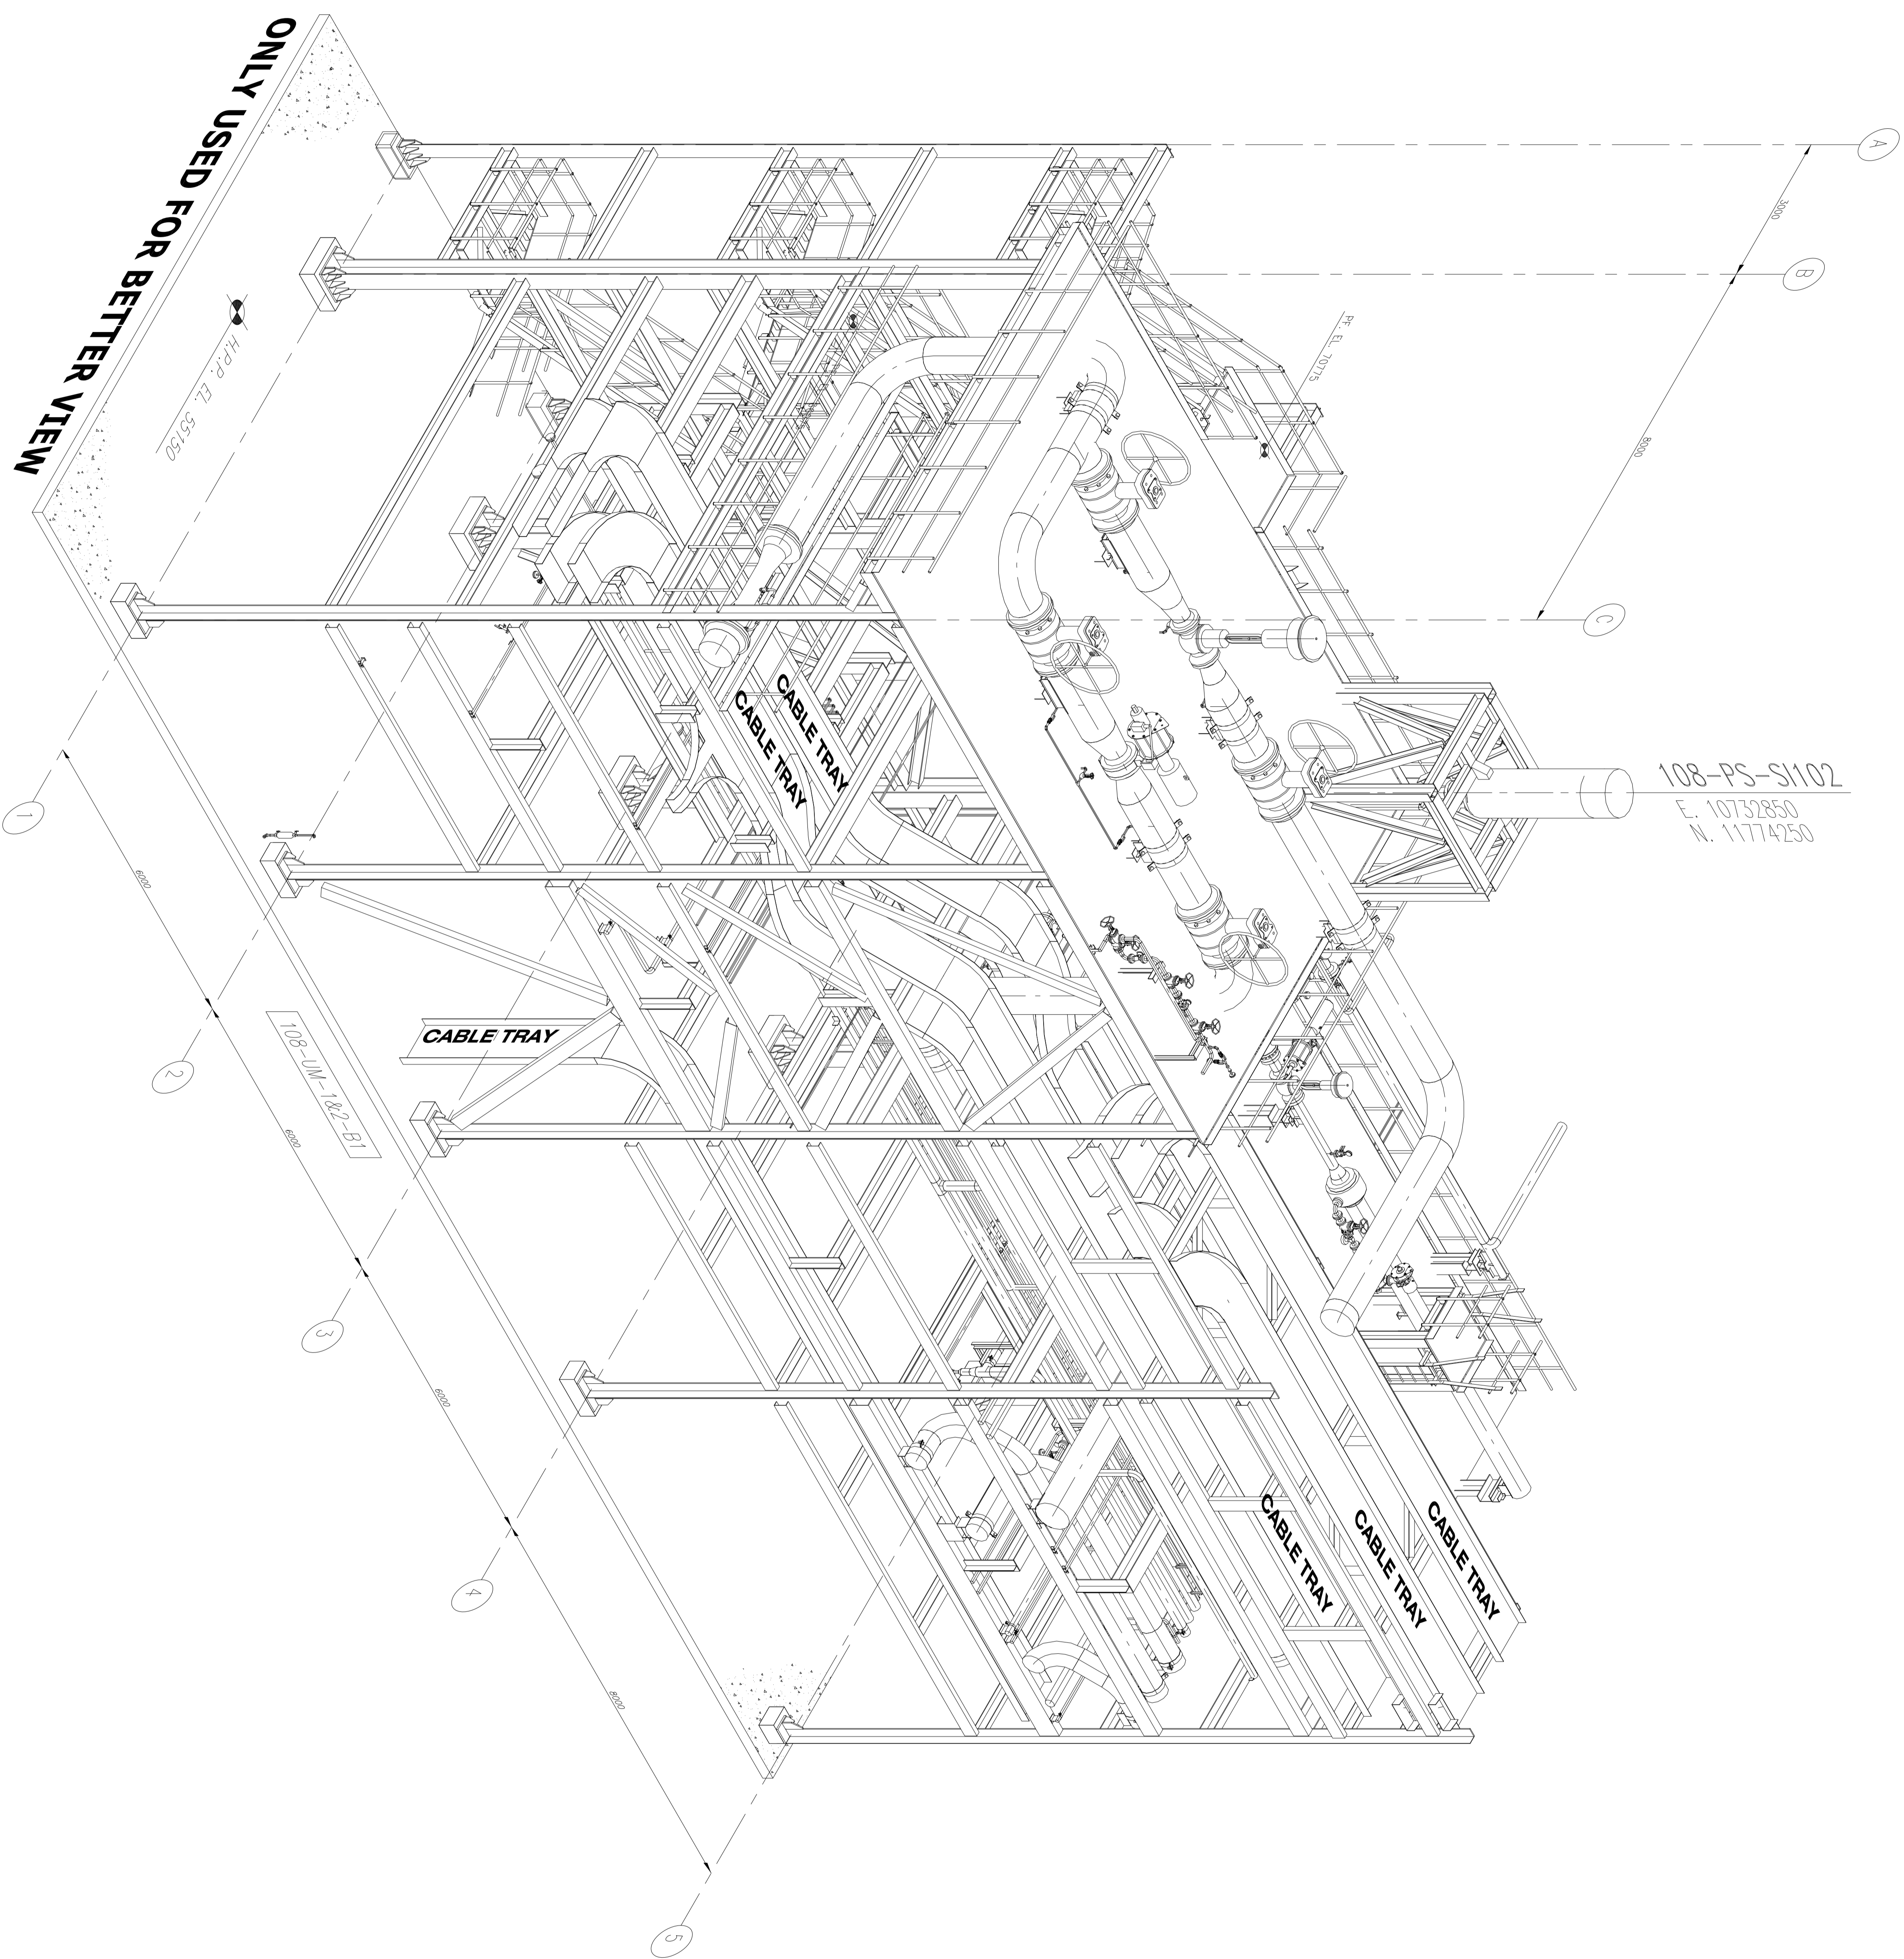 A
3000
B
8000
C
PF. EL. 70775
108-PS-SI102
E. 10732850
N. 11774250
ONLY USED FOR BETTER VIEW
H.P.P. EL. 55150
CABLE TRAY
CABLE TRAY
CABLE TRAY
108-UM-1&2-B1
1
6000
2
6000
3
6000
4
8000
5
CABLE TRAY
CABLE TRAY
CABLE TRAY